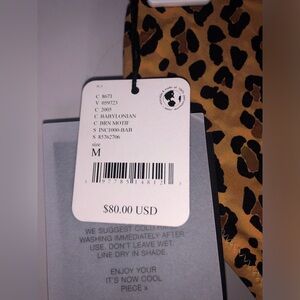 C 8671
V 059723
C 2005
C BABYLONIAN
C BRN MOTIF
S INC1000-BAB
S 85762706
size
M
$80.00 USD
WE SUGGEST COLD
WASHING IMMEDIATELY AFTER
USE. DON'T LEAVE WET.
LINE DRY IN SHADE.
ENJOY YOUR
IT'S NOW COOL
PIECE x